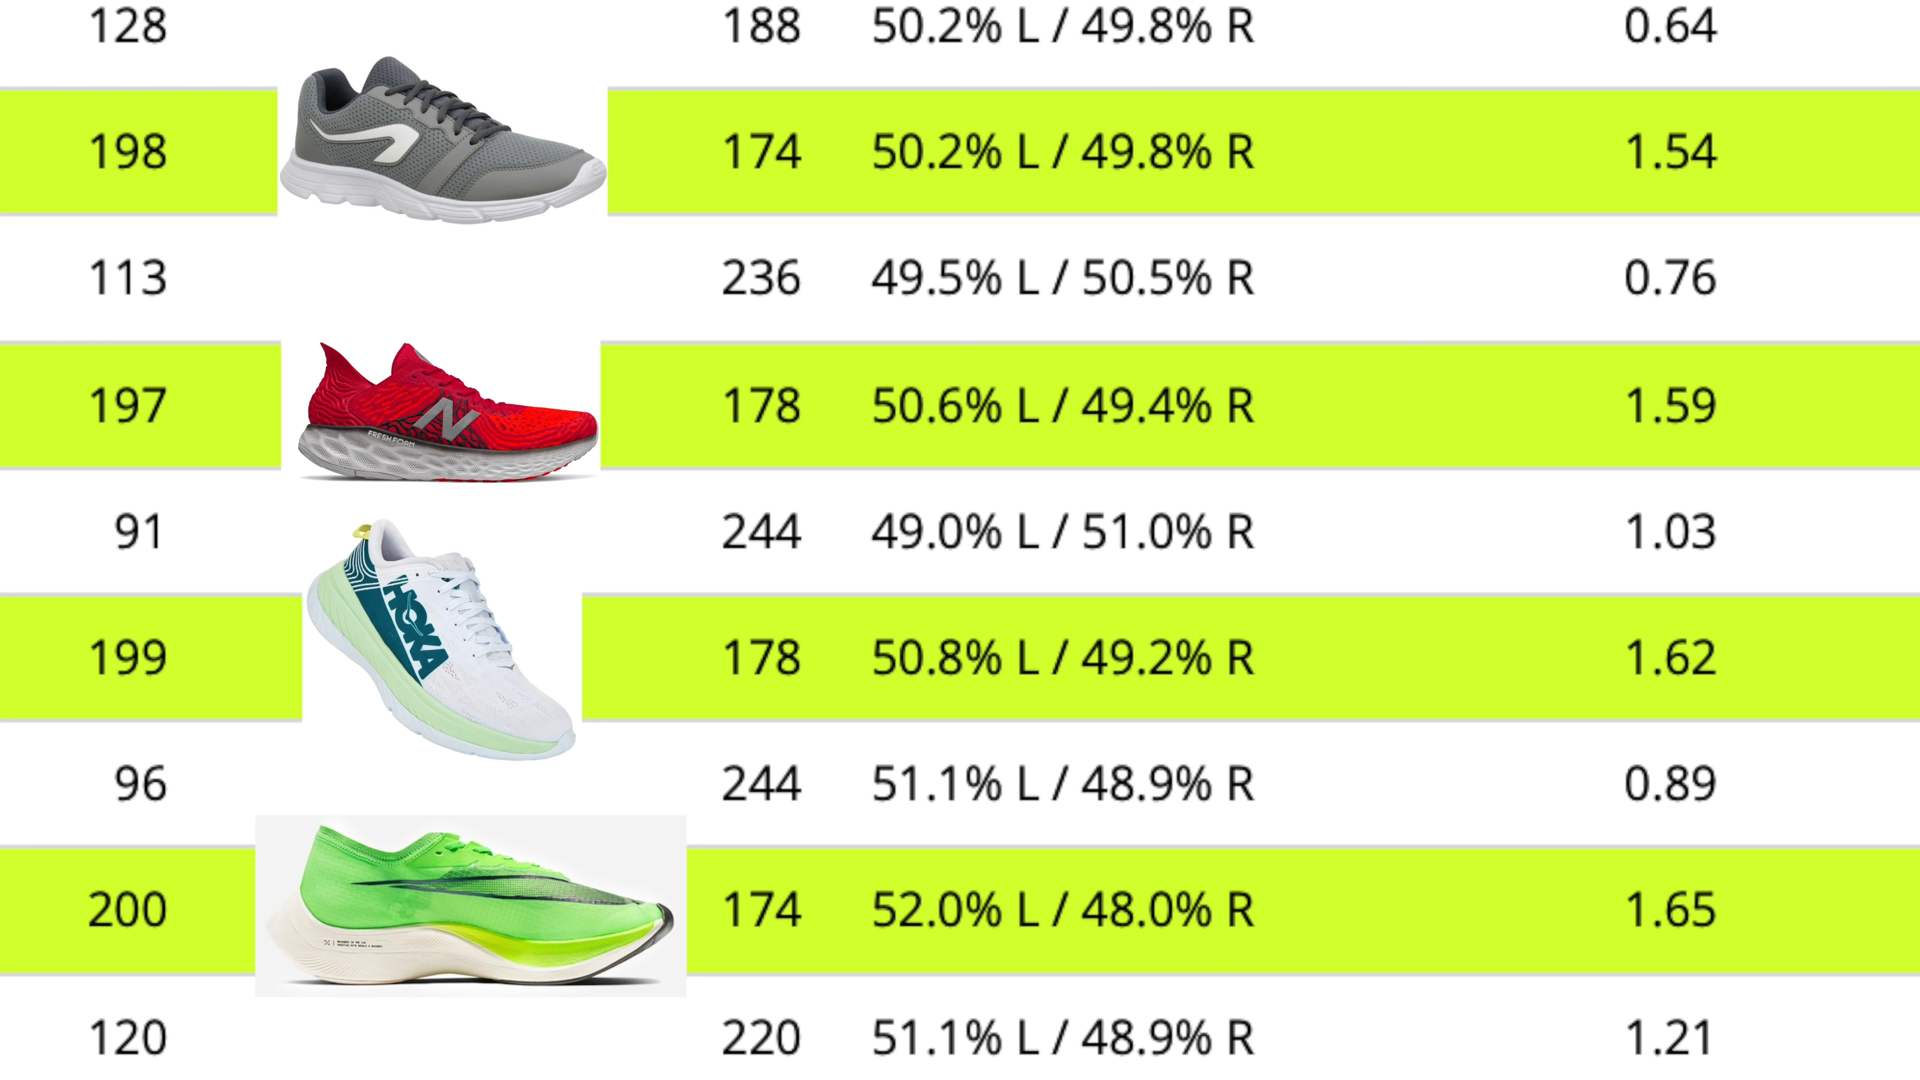 128 188 50.2% L / 49.8% R 0.64
198 174 50.2% L / 49.8% R 1.54
113 236 49.5% L / 50.5% R 0.76
197 178 50.6% L / 49.4% R 1.59
N
FRESH FOAM
91 244 49.0% L / 51.0% R 1.03
HOKA
199 178 50.8% L / 49.2% R 1.62
96 244 51.1% L / 48.9% R 0.89
200 174 52.0% L / 48.0% R 1.65
120 220 51.1% L / 48.9% R 1.21